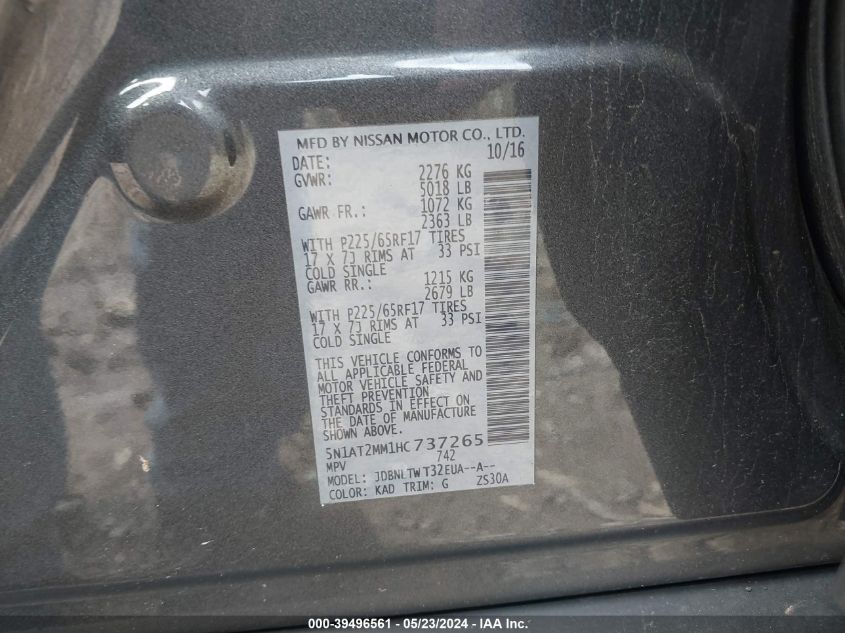 MFD BY NISSAN MOTOR CO., LTD.
DATE: 10/16
GVWR: 2276 KG
5018 LB
GAWR FR.: 1072 KG
2363 LB
WITH P225/65RF17 TIRES
17 X 7J RIMS AT 33 PSI
COLD SINGLE
GAWR RR.: 1215 KG
2679 LB
WITH P225/65RF17 TIRES
17 X 7J RIMS AT 33 PSI
COLD SINGLE
THIS VEHICLE CONFORMS TO
ALL APPLICABLE FEDERAL
MOTOR VEHICLE SAFETY AND
THEFT PREVENTION
STANDARDS IN EFFECT ON
THE DATE OF MANUFACTURE
SHOWN ABOVE.
5N1AT2MM1HC737265
MPV 742
MODEL: JDBNLTWT32EUA--A--
COLOR: KAD TRIM: G ZS30A
000-39496561 — 05/23/2024 — IAA Inc.